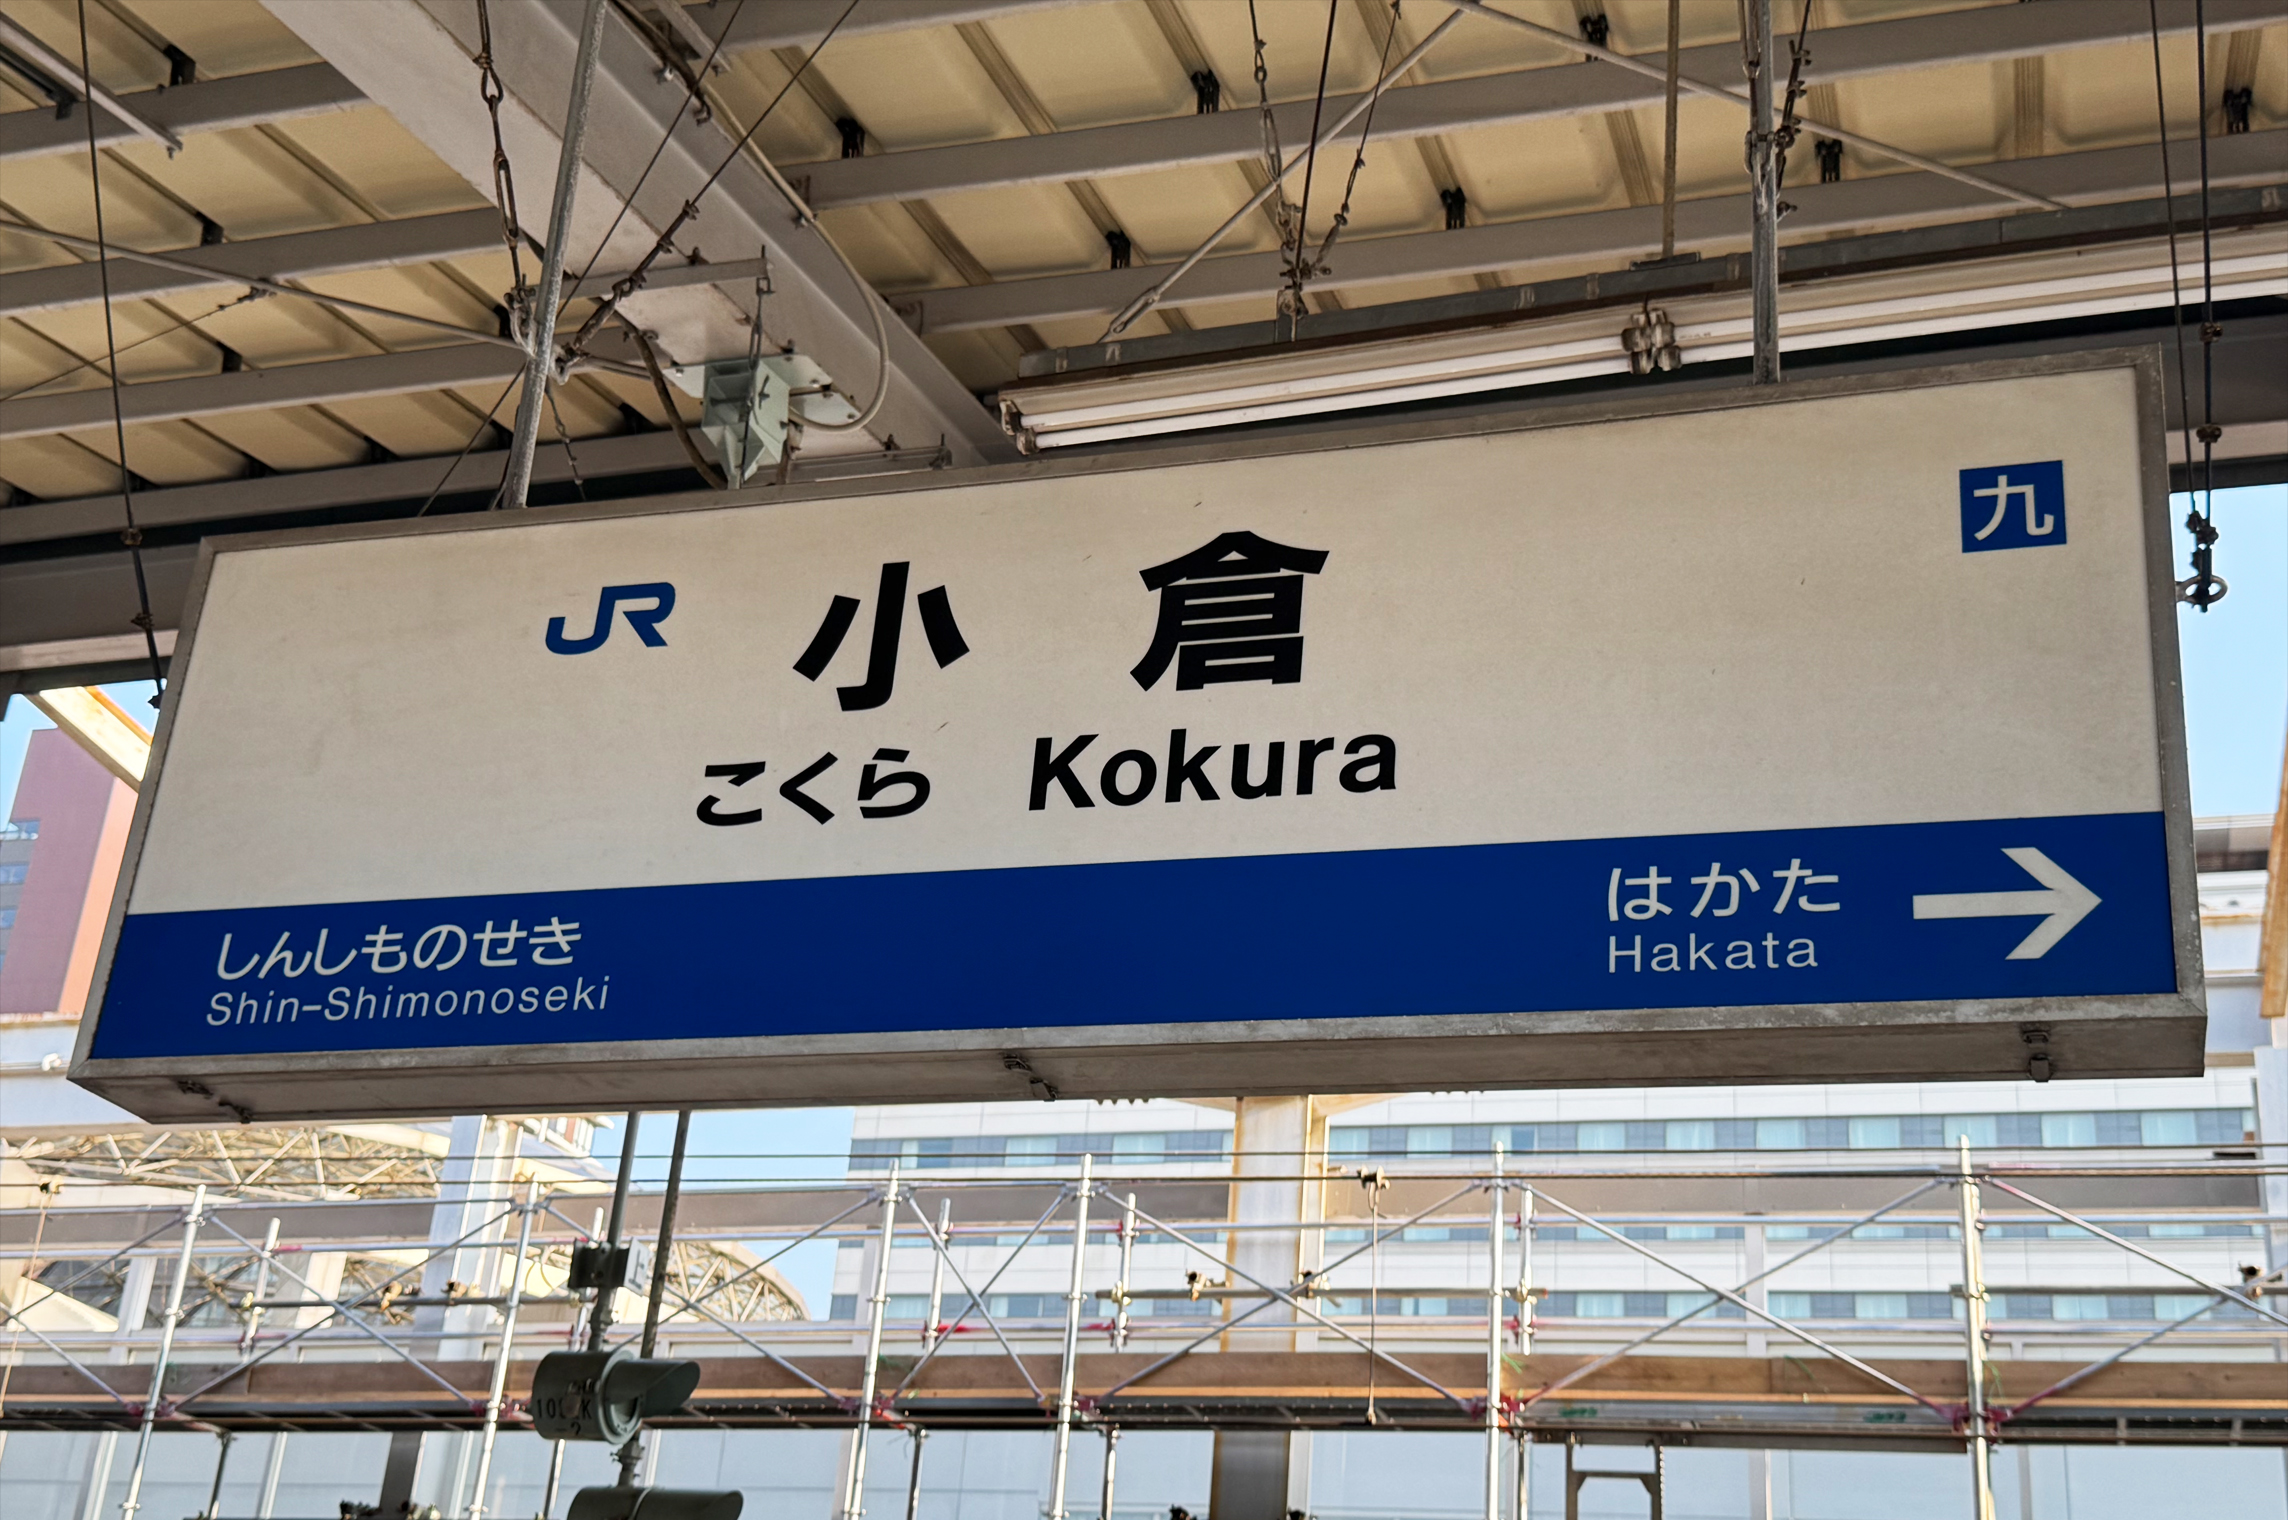 九
JR 小倉
こくら Kokura
しんしものせき
Shin-Shimonoseki
はかた →
Hakata